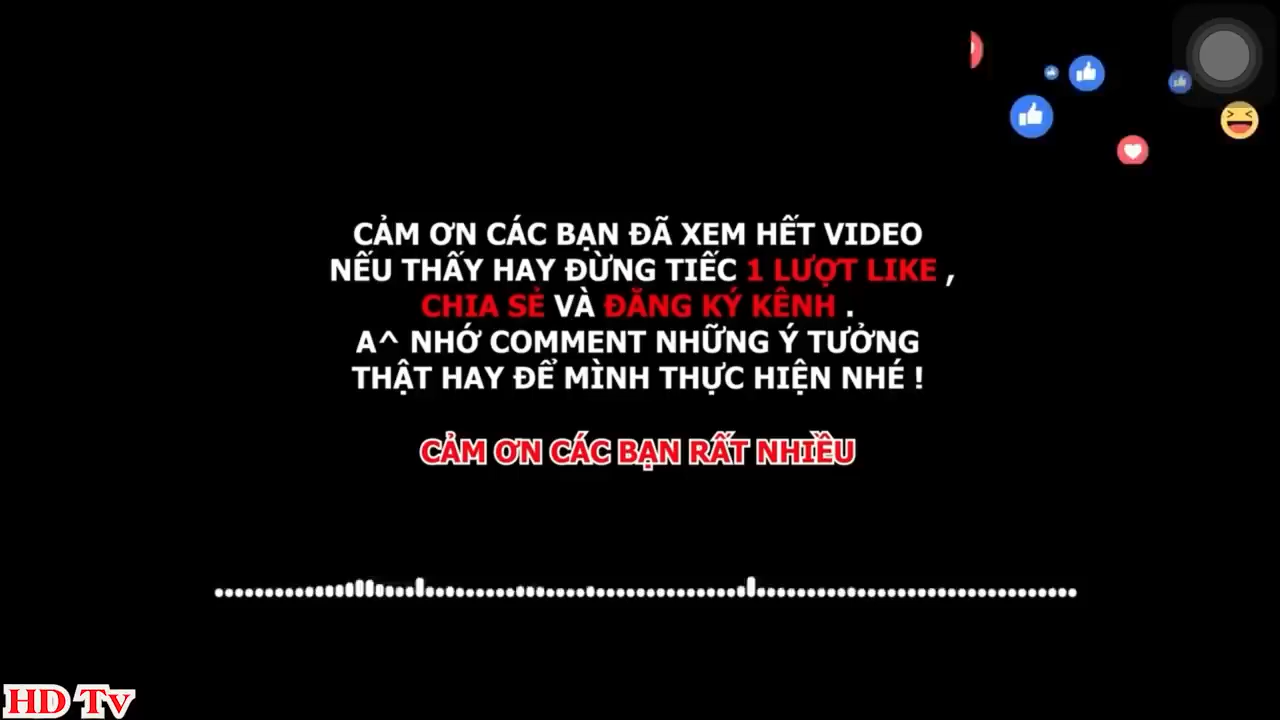 CẢM ƠN CÁC BẠN ĐÃ XEM HẾT VIDEO
NẾU THẤY HAY ĐỪNG TIẾC 1 LƯỢT LIKE ,
CHIA SẺ VÀ ĐĂNG KÝ KÊNH .
A^ NHỚ COMMENT NHỮNG Ý TƯỞNG
THẬT HAY ĐỂ MÌNH THỰC HIỆN NHÉ !
CẢM ƠN CÁC BẠN RẤT NHIỀU
HD Tv